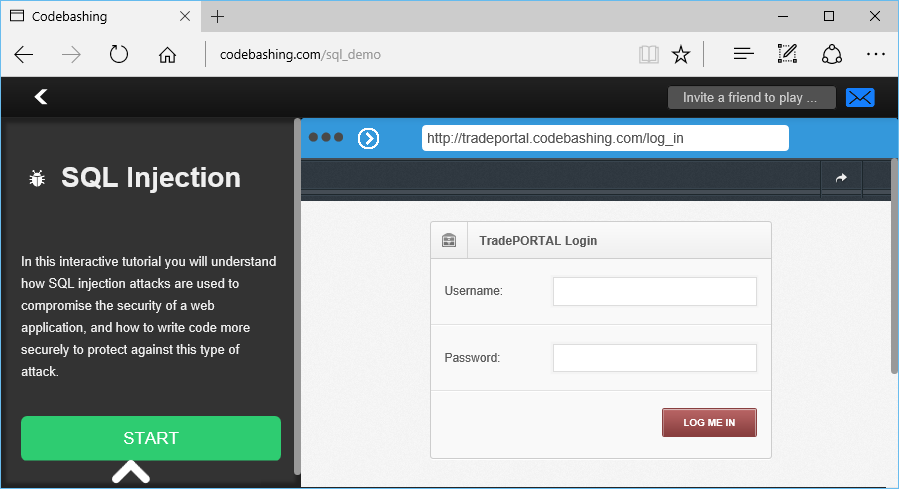 Codebashing
codebashing.com/sql_demo
Invite a friend to play ...
SQL Injection
In this interactive tutorial you will understand
how SQL injection attacks are used to
compromise the security of a web
application, and how to write code more
securely to protect against this type of
attack.
START
http://tradeportal.codebashing.com/log_in
TradePORTAL Login
Username:
Password:
LOG ME IN